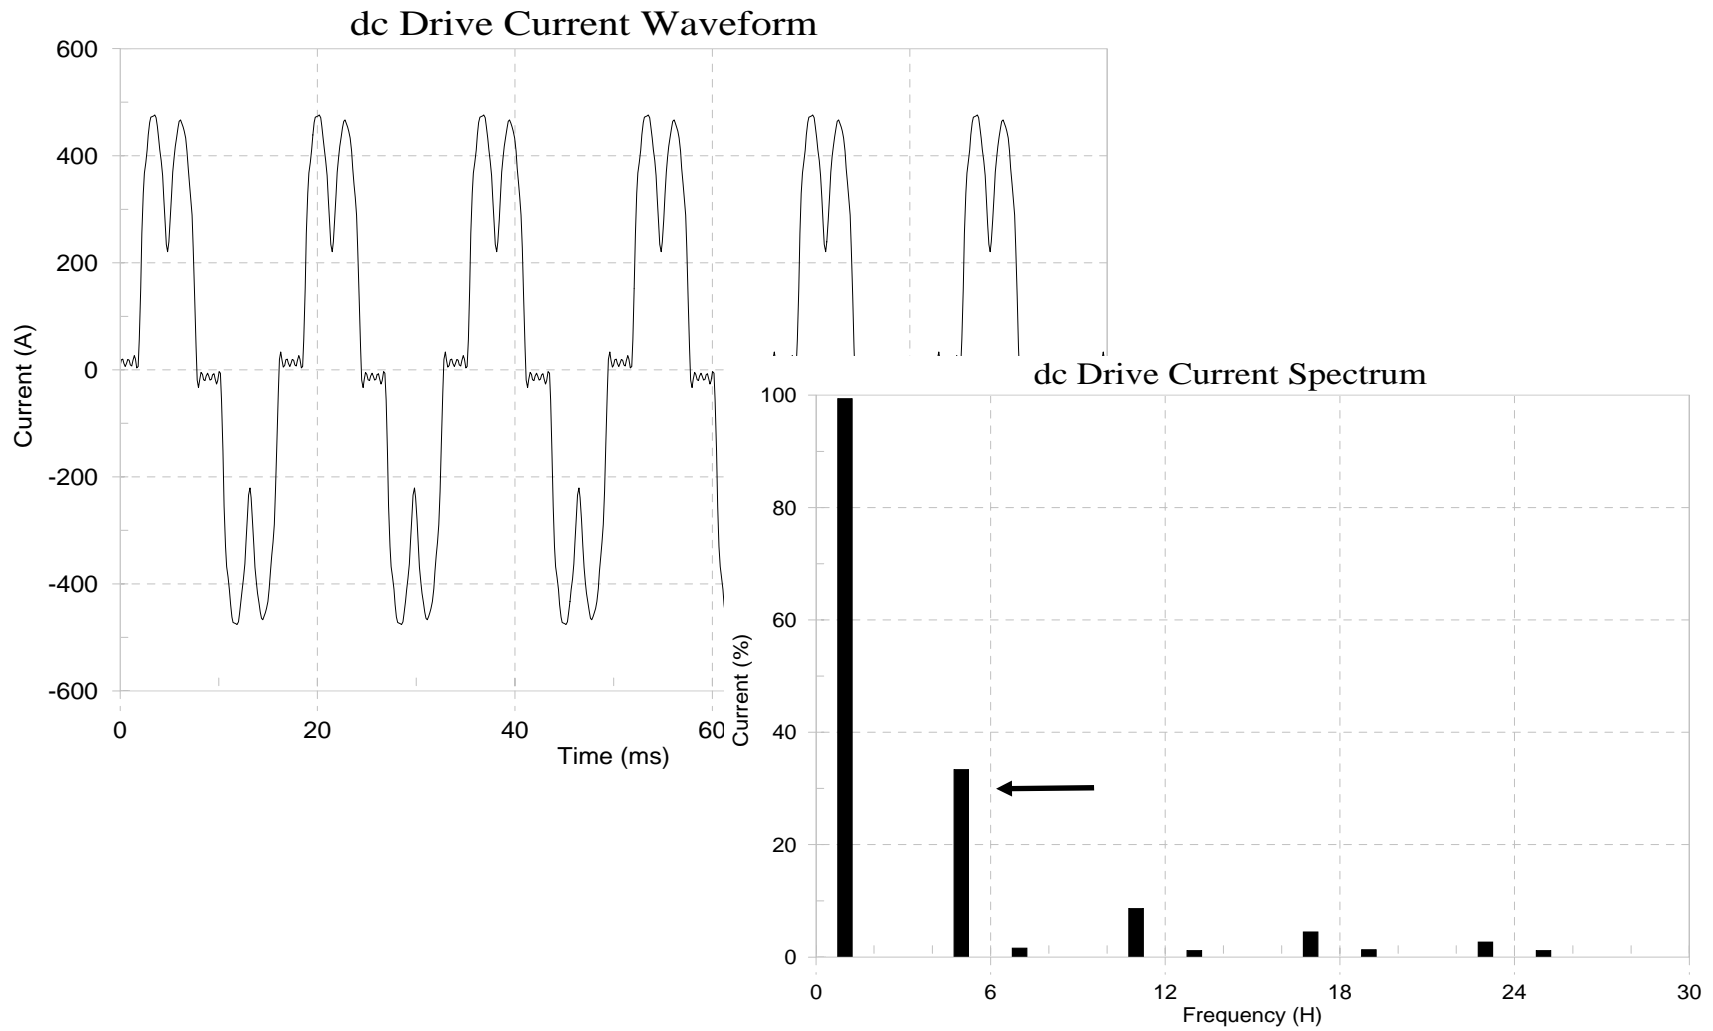 dc Drive Current Waveform
600
400
200
0
-200
-400
-600
Current (A)
0 20 40 60
Time (ms)
dc Drive Current Spectrum
100
80
60
40
20
0
Current (%)
0 6 12 18 24 30
Frequency (H)